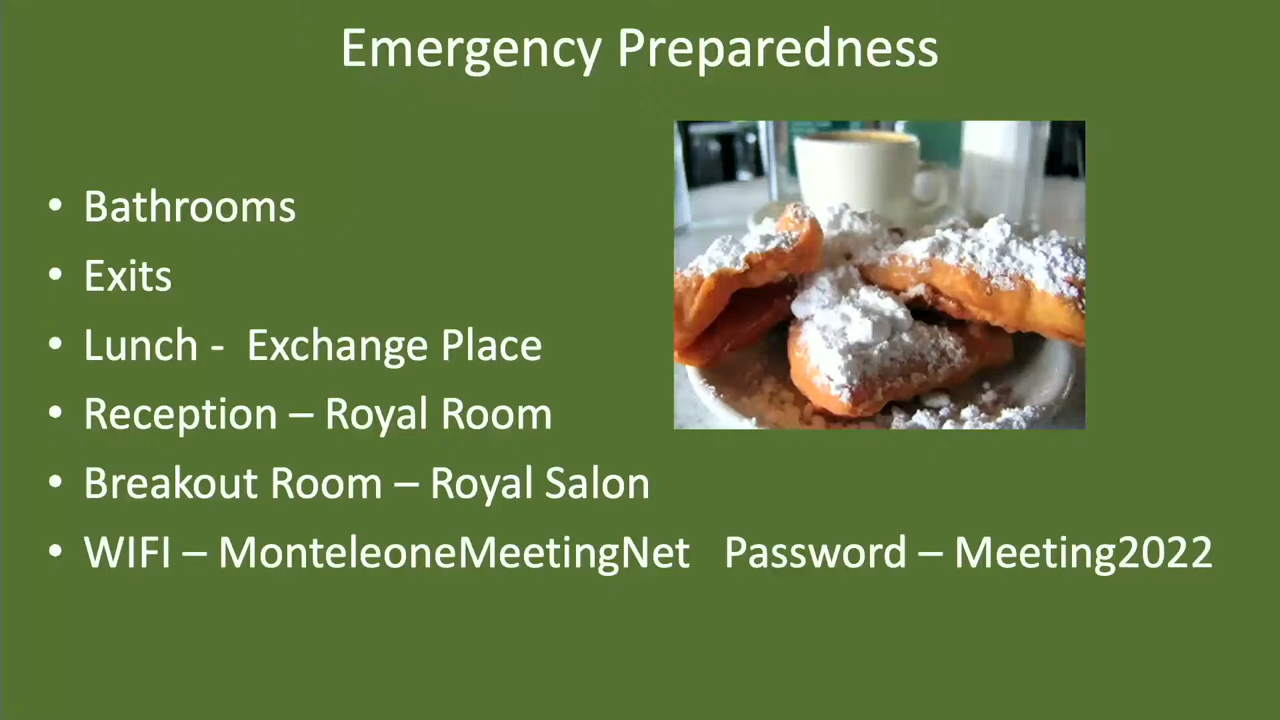 Emergency Preparedness
• Bathrooms
• Exits
• Lunch - Exchange Place
• Reception – Royal Room
• Breakout Room – Royal Salon
• WIFI – MonteleoneMeetingNet Password – Meeting2022